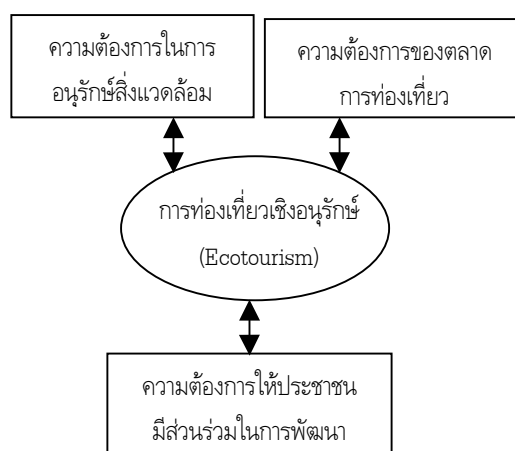 ความต้องการในการ
อนุรักษ์สิ่งแวดล้อม
ความต้องการของตลาด
การท่องเที่ยว
การท่องเที่ยวเชิงอนุรักษ์
(Ecotourism)
ความต้องการให้ประชาชน
มีส่วนร่วมในการพัฒนา